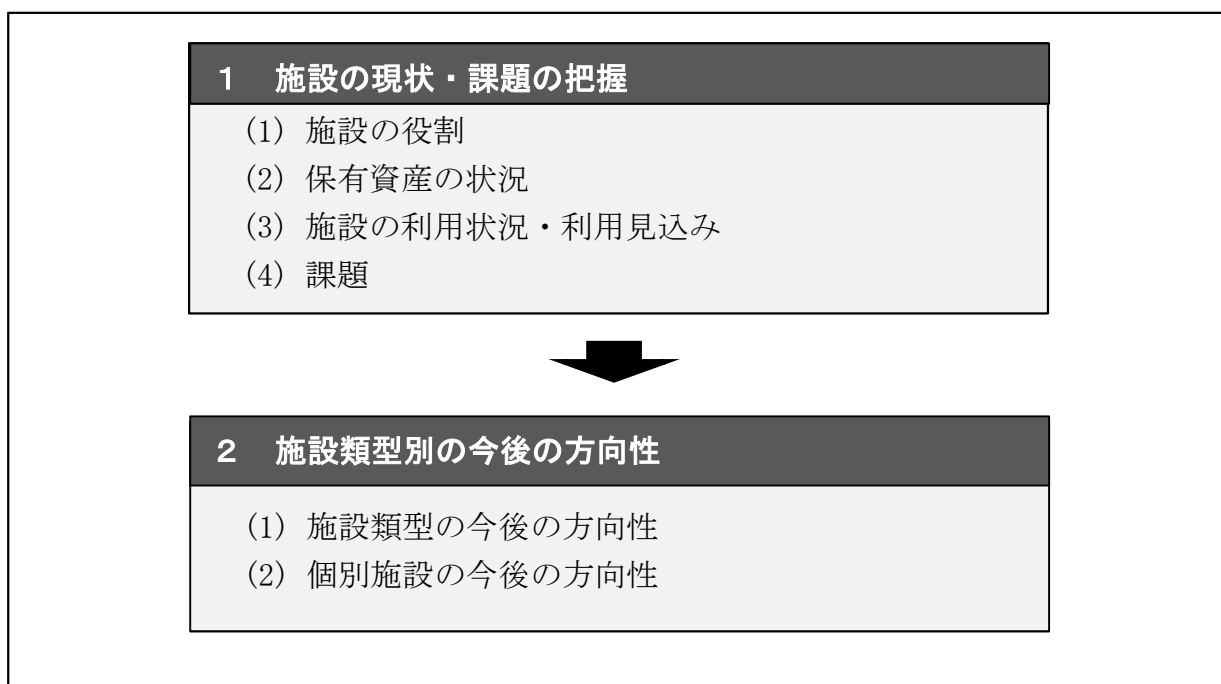 １　施設の現状・課題の把握
(1) 施設の役割
(2) 保有資産の状況
(3) 施設の利用状況・利用見込み
(4) 課題
２　施設類型別の今後の方向性
(1) 施設類型の今後の方向性
(2) 個別施設の今後の方向性